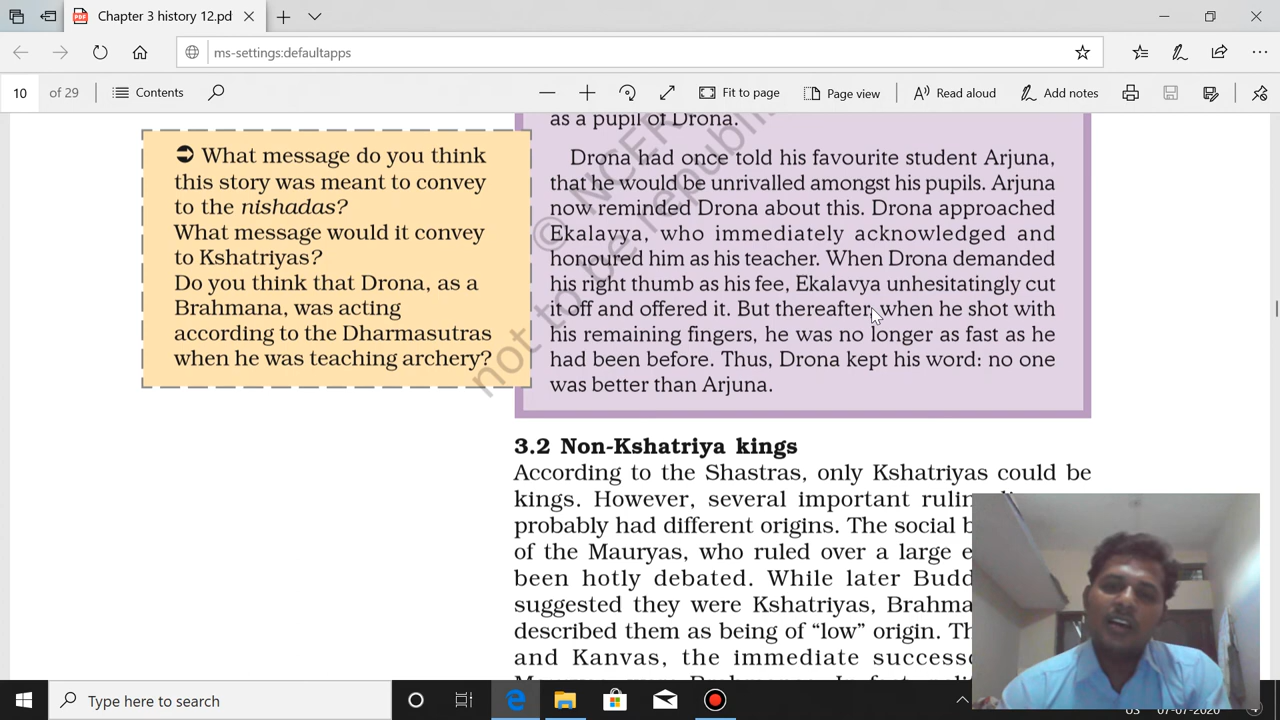 Chapter 3 history 12.pd
ms-settings:defaultapps
10 of 29 Contents Fit to page Page view Read aloud Add notes
as a pupil of Drona.
What message do you think
this story was meant to convey
to the nishadas?
What message would it convey
to Kshatriyas?
Do you think that Drona, as a
Brahmana, was acting
according to the Dharmasutras
when he was teaching archery?
Drona had once told his favourite student Arjuna,
that he would be unrivalled amongst his pupils. Arjuna
now reminded Drona about this. Drona approached
Ekalavya, who immediately acknowledged and
honoured him as his teacher. When Drona demanded
his right thumb as his fee, Ekalavya unhesitatingly cut
it off and offered it. But thereafter, when he shot with
his remaining fingers, he was no longer as fast as he
had been before. Thus, Drona kept his word: no one
was better than Arjuna.
© NCER
not to be republi
3.2 Non-Kshatriya kings
According to the Shastras, only Kshatriyas could be
kings. However, several important
probably had different origins. The social
of the Mauryas, who ruled over a large
been hotly debated. While later
suggested they were Kshatriyas,
described them as being of “low” origin.
and Kanvas, the immediate
Type here to search
US 07-07-2020